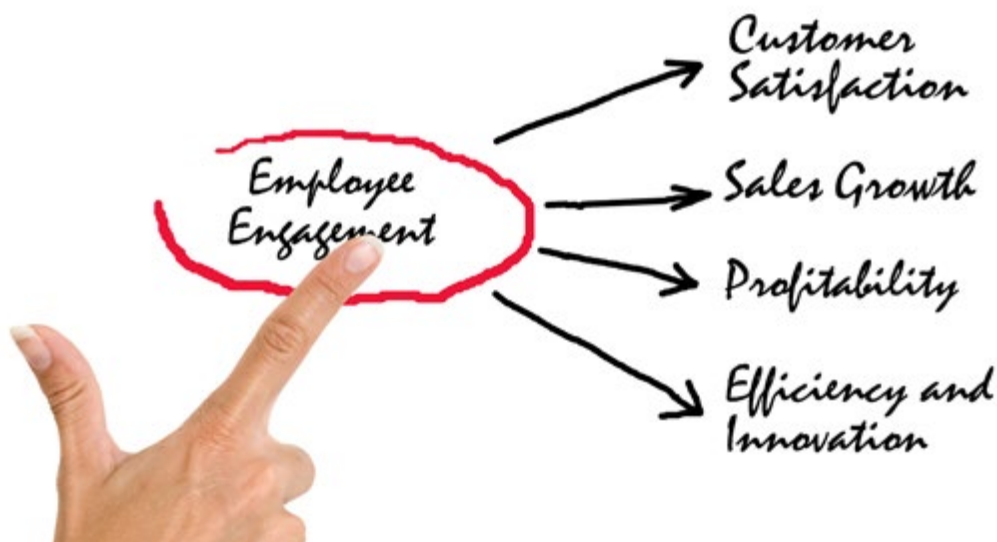 Employee
Engagement
Customer
Satisfaction
Sales Growth
Profitability
Efficiency and
Innovation